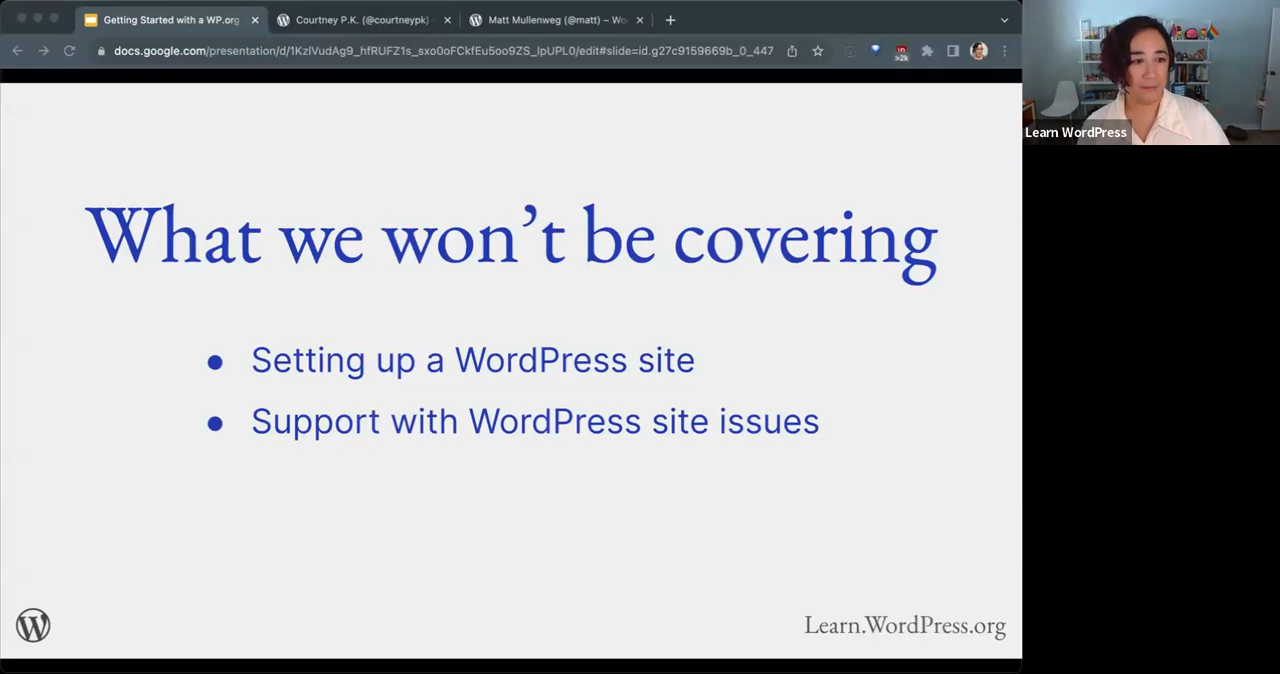 Getting Started with a WP.org
Courtney P.K. (@courtneypk)
Matt Mullenweg (@matt) – Wo
docs.google.com/presentation/d/1KzlVudAg9_hfRUFZ1s_sxo0oFCkfEu5oo9ZS_lpUPL0/edit#slide=id.g27c9159669b_0_447
>2k
Learn WordPress
What we won't be covering
● Setting up a WordPress site
● Support with WordPress site issues
Learn.WordPress.org